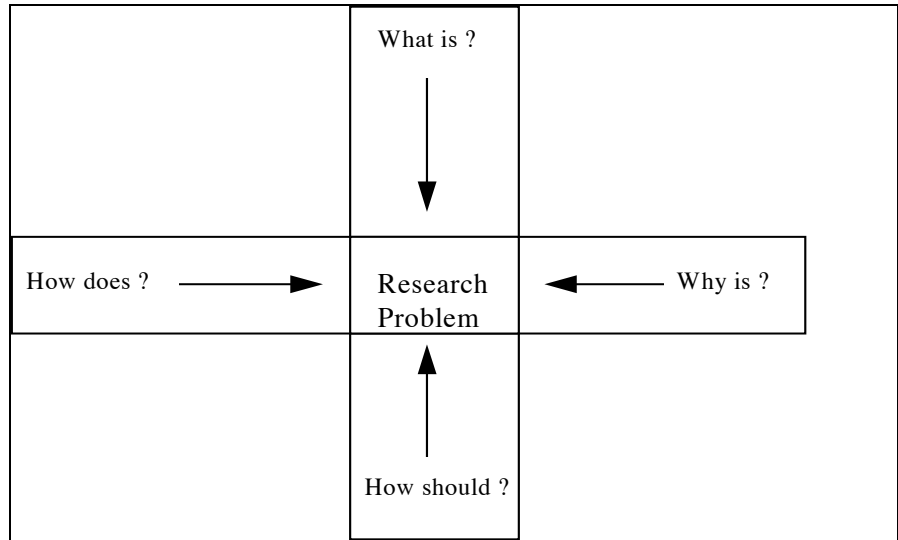 What is ?
How does ?
Research
Problem
Why is ?
How should ?